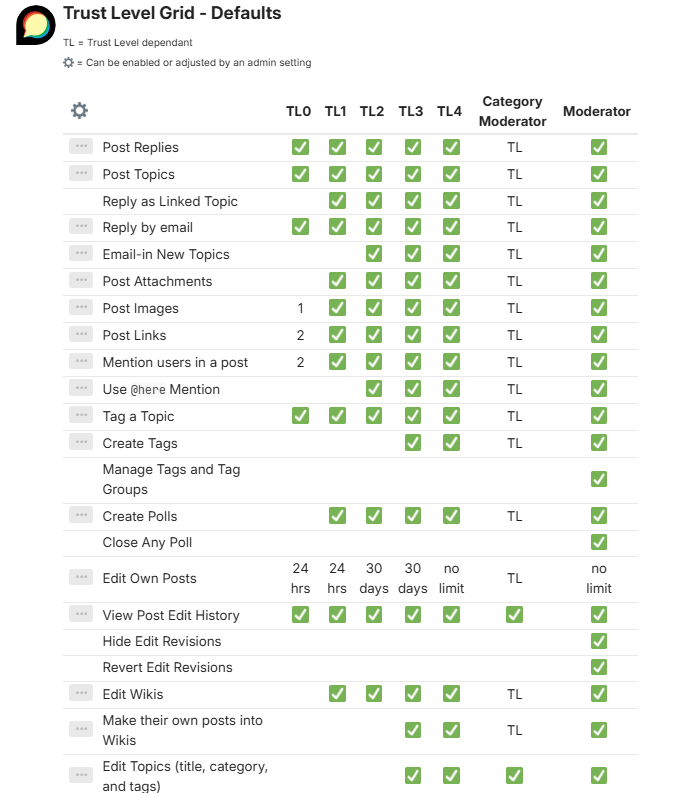 Trust Level Grid - Defaults
TL = Trust Level dependant
= Can be enabled or adjusted by an admin setting
TL0 TL1 TL2 TL3 TL4 Category Moderator Moderator
Post Replies TL
Post Topics TL
Reply as Linked Topic TL
Reply by email TL
Email-in New Topics TL
Post Attachments TL
Post Images 1 TL
Post Links 2 TL
Mention users in a post 2 TL
Use @here Mention TL
Tag a Topic TL
Create Tags TL
Manage Tags and Tag
Groups
Create Polls TL
Close Any Poll
Edit Own Posts 24 hrs 24 hrs 30 days 30 days no limit TL no limit
View Post Edit History
Hide Edit Revisions
Revert Edit Revisions
Edit Wikis TL
Make their own posts into
Wikis TL
Edit Topics (title, category,
and tags)